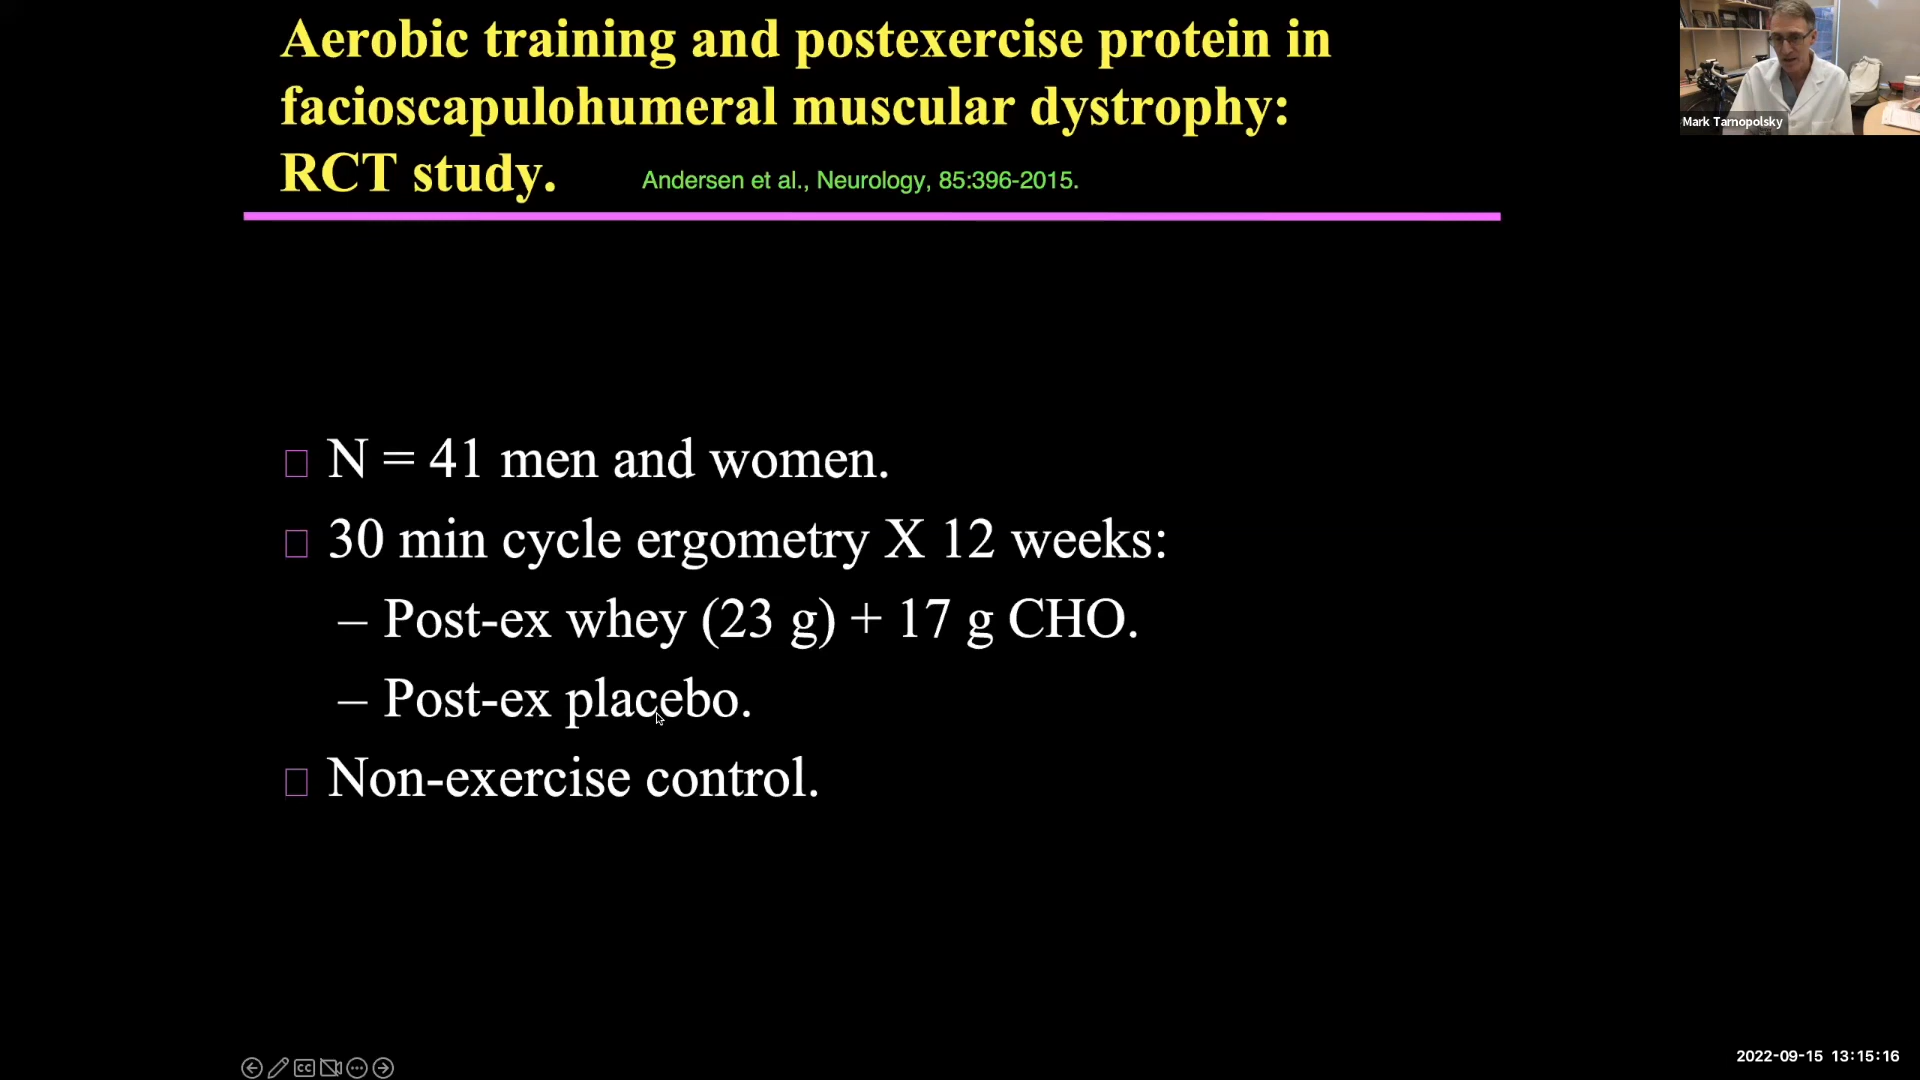 Aerobic training and postexercise protein in
facioscapulohumeral muscular dystrophy:
RCT study. Andersen et al., Neurology, 85:396-2015.
Mark Tarnopolsky
N = 41 men and women.
30 min cycle ergometry X 12 weeks:
– Post-ex whey (23 g) + 17 g CHO.
– Post-ex placebo.
Non-exercise control.
CC
2022-09-15 13:15:16